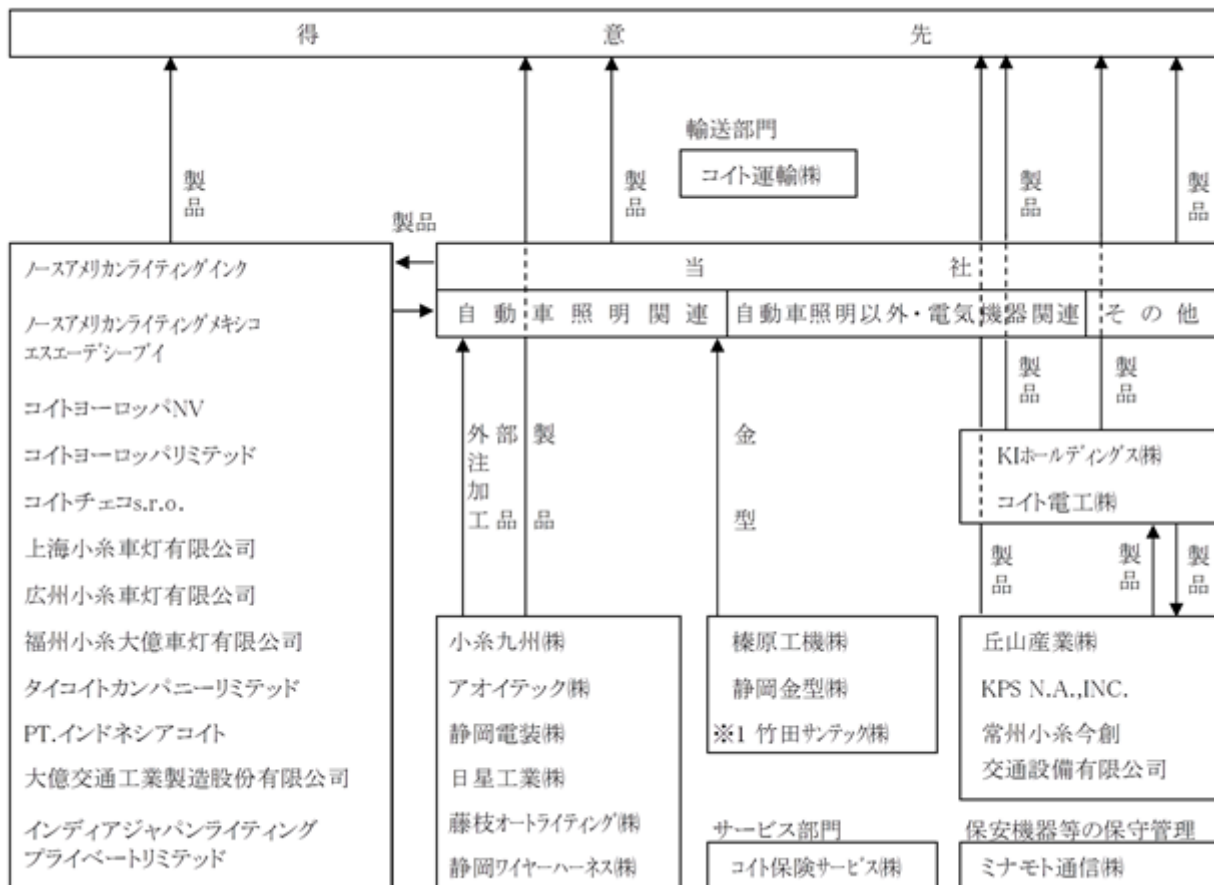 得意先
輸送部門
コイト運輸㈱
製品
製品
製品
製品
製品
当社
自動車照明関連
自動車照明以外・電気機器関連
その他
ノースアメリカンライティングインク
ノースアメリカンライティングメキシコ
エスエーデシーブイ
コイトヨーロッパNV
コイトヨーロッパリミテッド
コイトチェコs.r.o.
上海小糸車灯有限公司
広州小糸車灯有限公司
福州小糸大億車灯有限公司
タイコイトカンパニーリミテッド
PT.インドネシアコイト
大億交通工業製造股份有限公司
インディアジャパンライティング
プライベートリミテッド
外注加工
部品
製品
金型
製品
製品
KIホールディングス㈱
コイト電工㈱
製品
製品
製品
小糸九州㈱
アオイテック㈱
静岡電装㈱
日星工業㈱
藤枝オートライティング㈱
静岡ワイヤーハーネス㈱
榛原工機㈱
静岡金型㈱
※1 竹田サンテック㈱
サービス部門
コイト保険サービス㈱
丘山産業㈱
KPS N.A.,INC.
常州小糸今創
交通設備有限公司
保安機器等の保守管理
ミナモト通信㈱